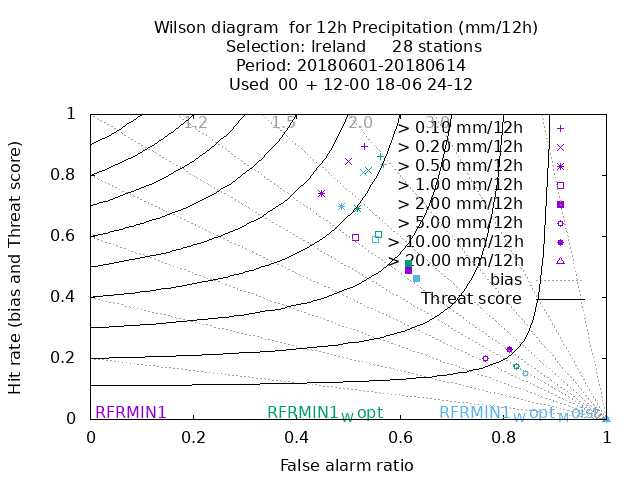 Wilson diagram  for 12h Precipitation (mm/12h)
Selection: Ireland     28 stations
Period: 20180601-20180614
Used  00 + 12-00 18-06 24-12
Hit rate (bias and Threat score)
1
0.8
0.6
0.4
0.2
0
1.2 1.5 2.0 3.0
> 0.10 mm/12h
> 0.20 mm/12h
> 0.50 mm/12h
> 1.00 mm/12h
> 2.00 mm/12h
> 5.00 mm/12h
> 10.00 mm/12h
> 20.00 mm/12h
bias
Threat score
RFRMIN1 RFRMIN1W opt RFRMIN1W opt M
0 0.2 0.4 0.6 0.8 1
False alarm ratio